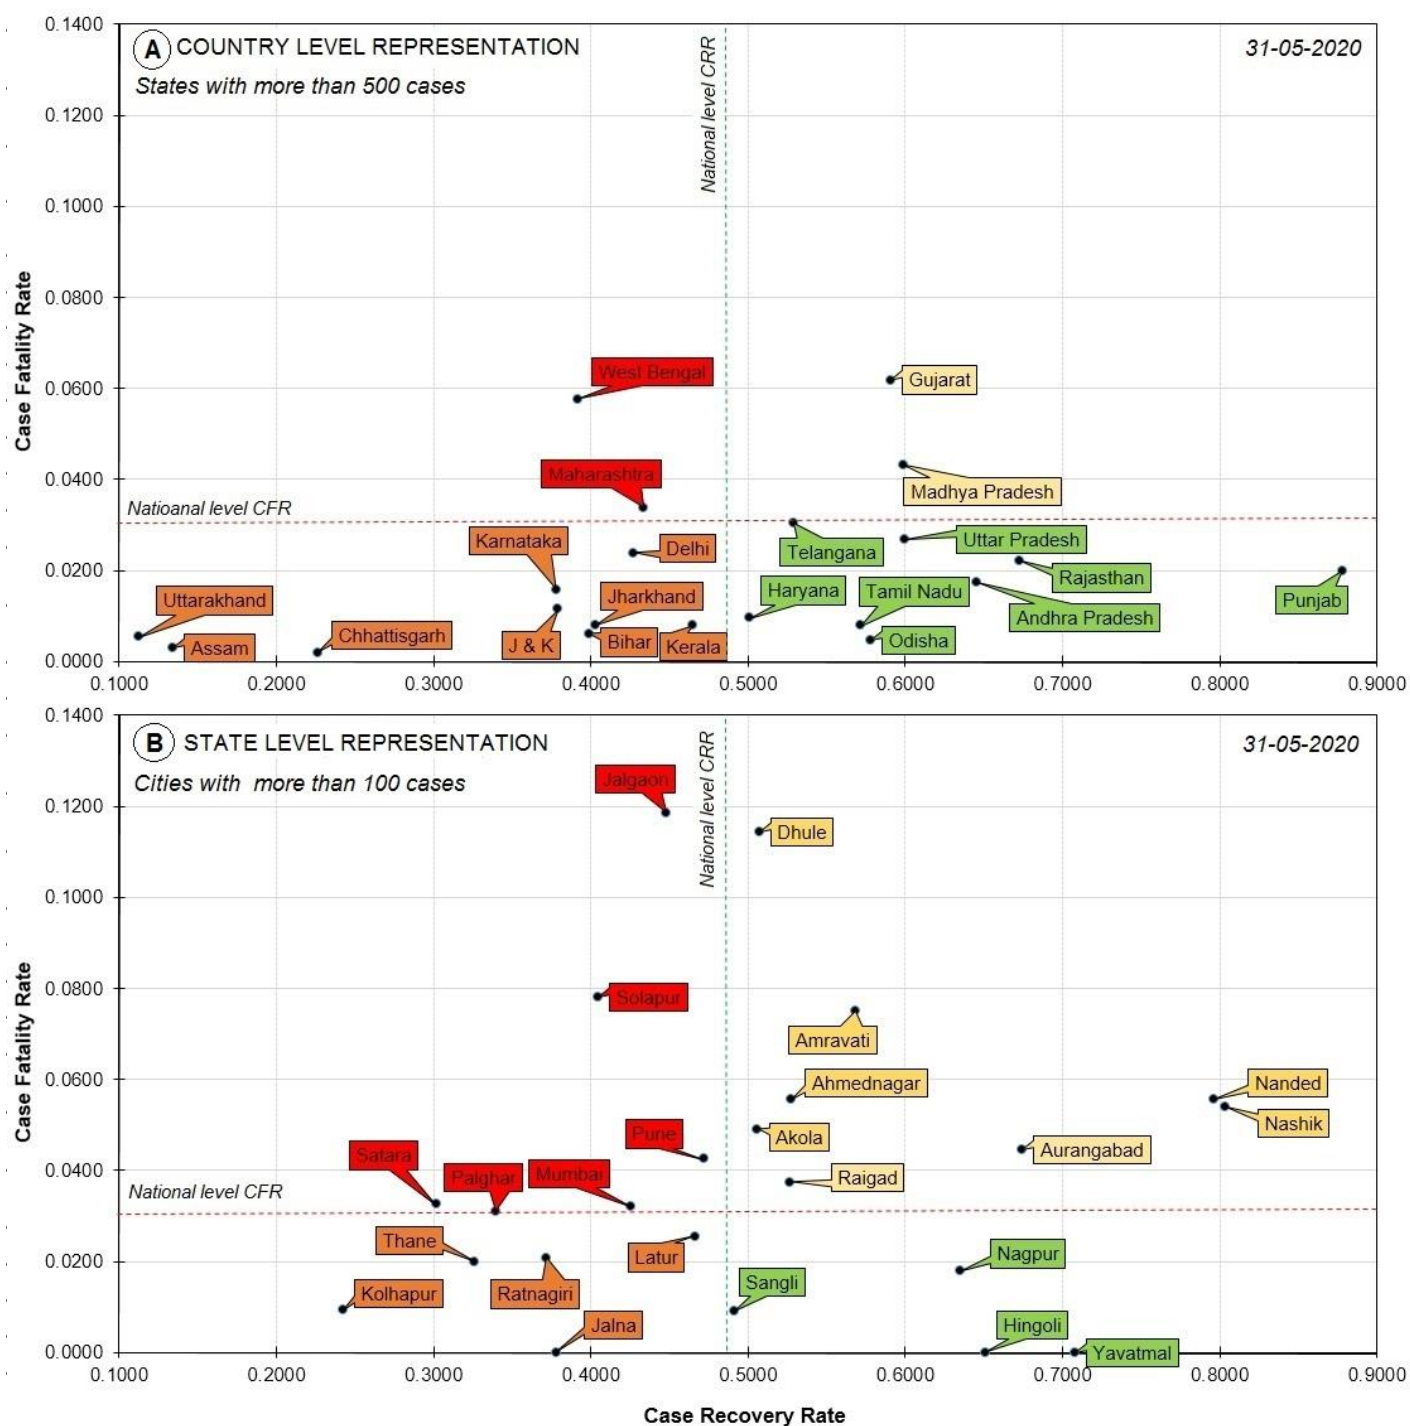 0.1400
A COUNTRY LEVEL REPRESENTATION
31-05-2020
States with more than 500 cases
National level CRR
0.1200
0.1000
0.0800
0.0600
0.0400
0.0200
0.0000
Case Fatality Rate
West Bengal
Gujarat
Maharashtra
Madhya Pradesh
Natioanal level CFR
Karnataka
Delhi
Telangana
Uttar Pradesh
Rajasthan
Uttarakhand
Jharkhand
Haryana
Tamil Nadu
Punjab
Andhra Pradesh
Assam
Chhattisgarh
J & K
Bihar
Kerala
Odisha
0.1000 0.2000 0.3000 0.4000 0.5000 0.6000 0.7000 0.8000 0.9000
0.1400
B STATE LEVEL REPRESENTATION
31-05-2020
Cities with more than 100 cases
National level CRR
0.1200
0.1000
0.0800
0.0600
0.0400
0.0200
0.0000
Case Fatality Rate
Jalgaon
Dhule
Solapur
Amravati
Ahmednagar
Nanded
Nashik
Pune
Akola
Aurangabad
Satara
Palghar
Mumbai
Raigad
National level CFR
Thane
Latur
Nagpur
Kolhapur
Ratnagiri
Sangli
Jalna
Hingoli
Yavatmal
0.1000 0.2000 0.3000 0.4000 0.5000 0.6000 0.7000 0.8000 0.9000
Case Recovery Rate